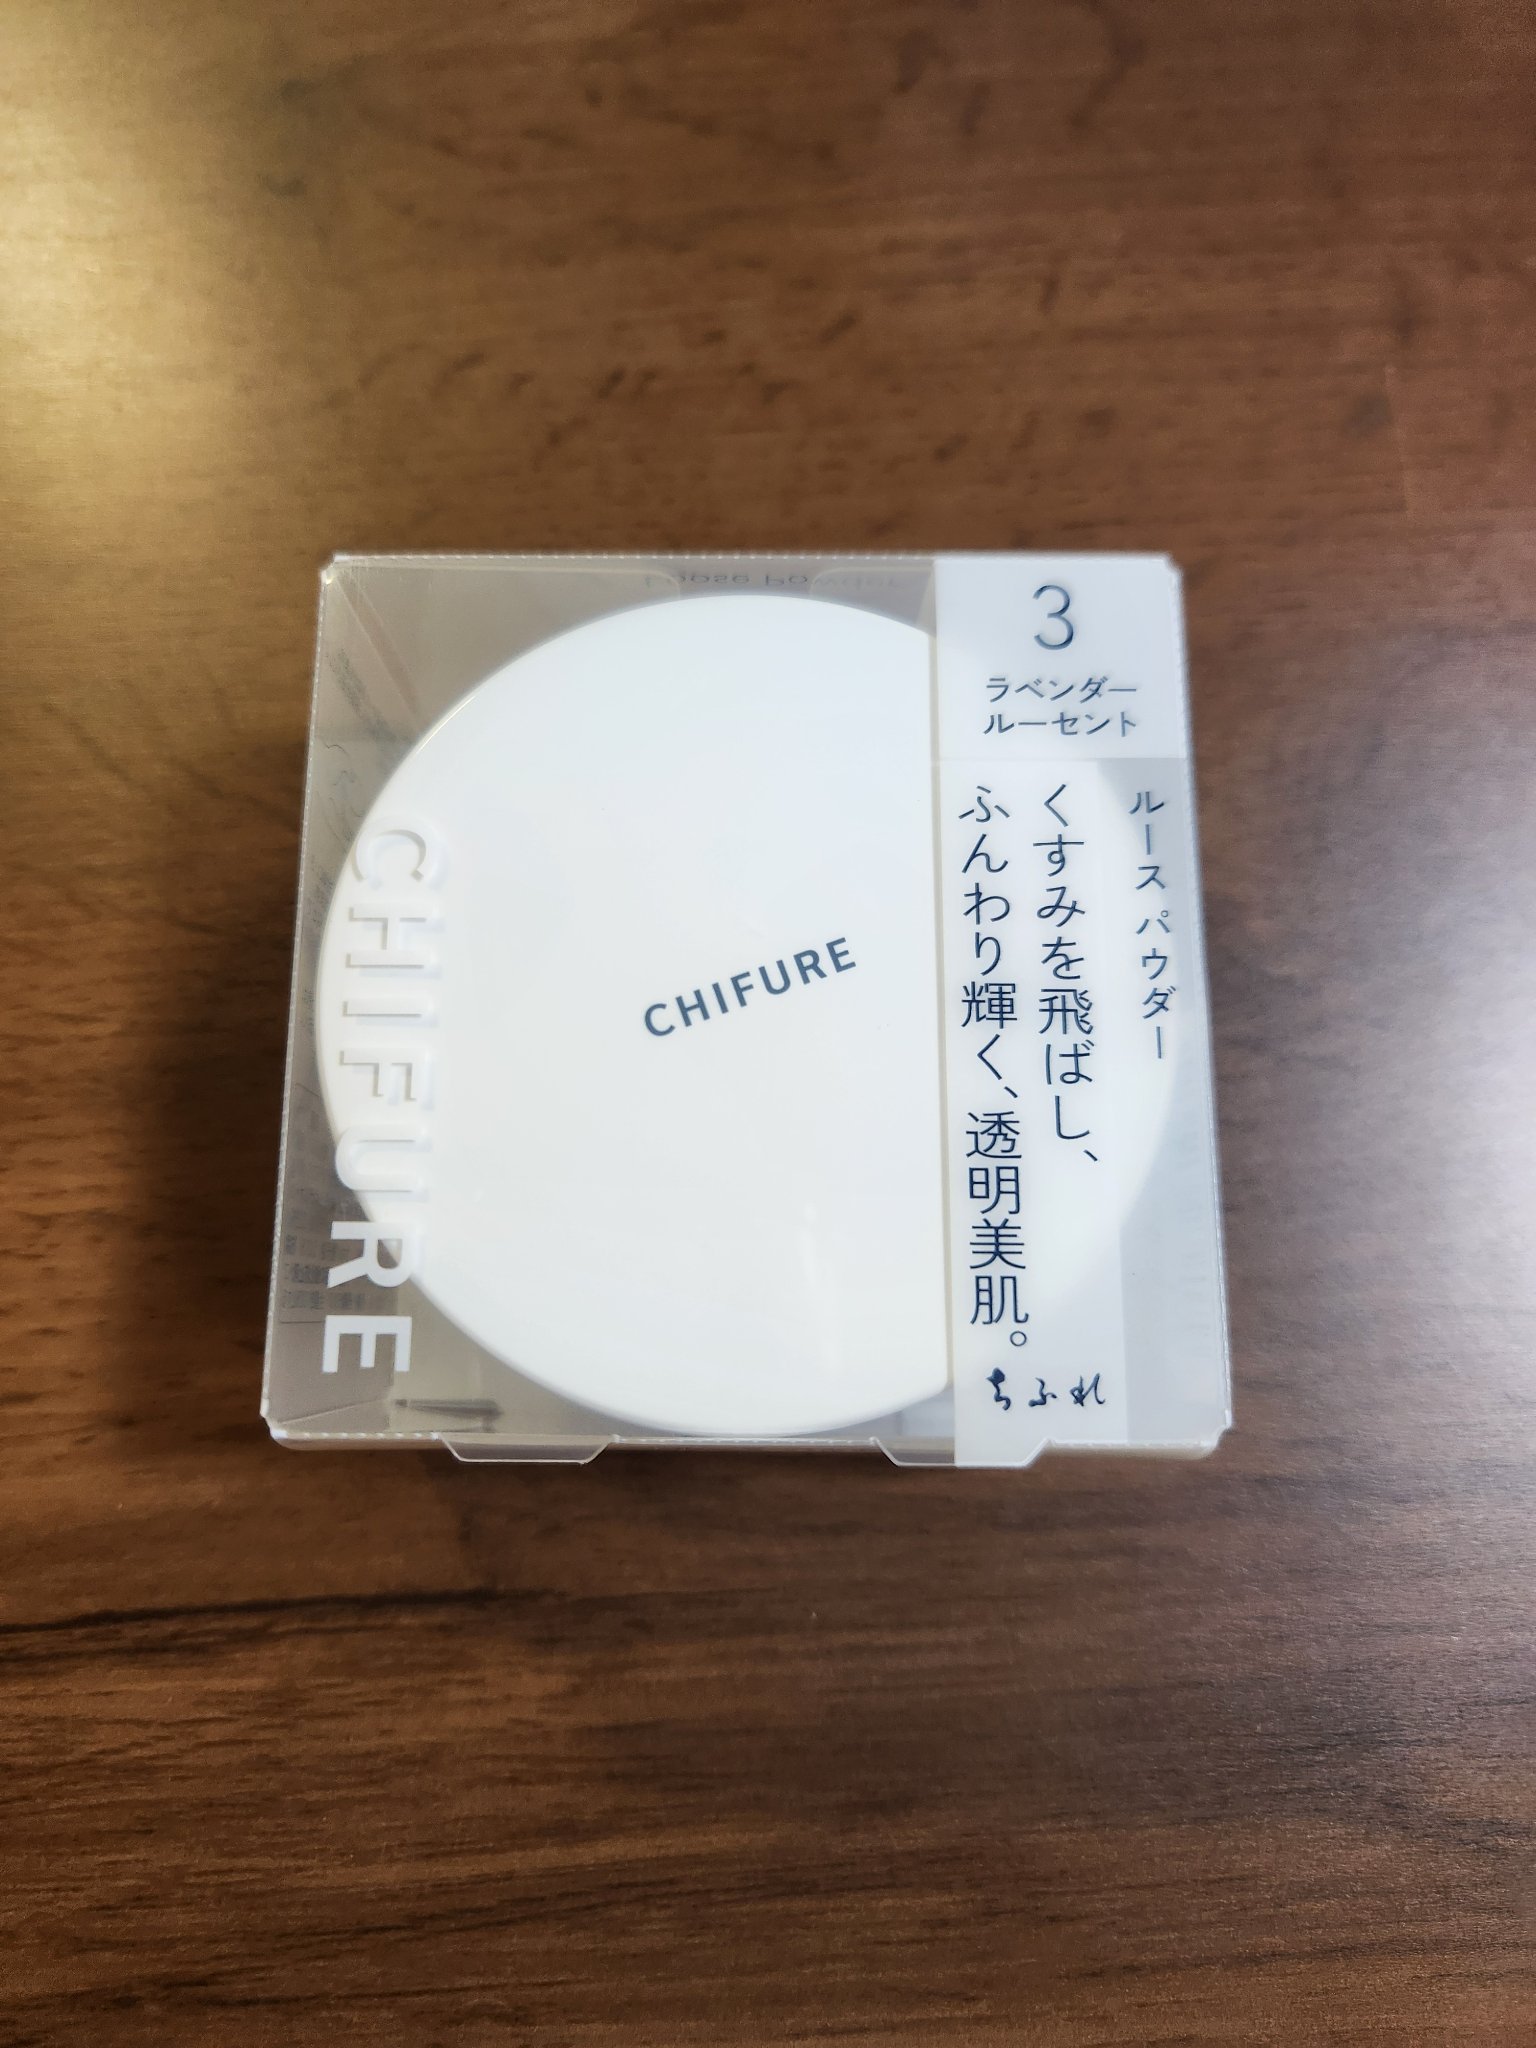 Loose Powder
3
ラベンダー
ルーセント
ルース パウダー
くすみを飛ばし、
ふんわり輝く、透明美肌。
ちふれ
CHIFURE
CHIFURE